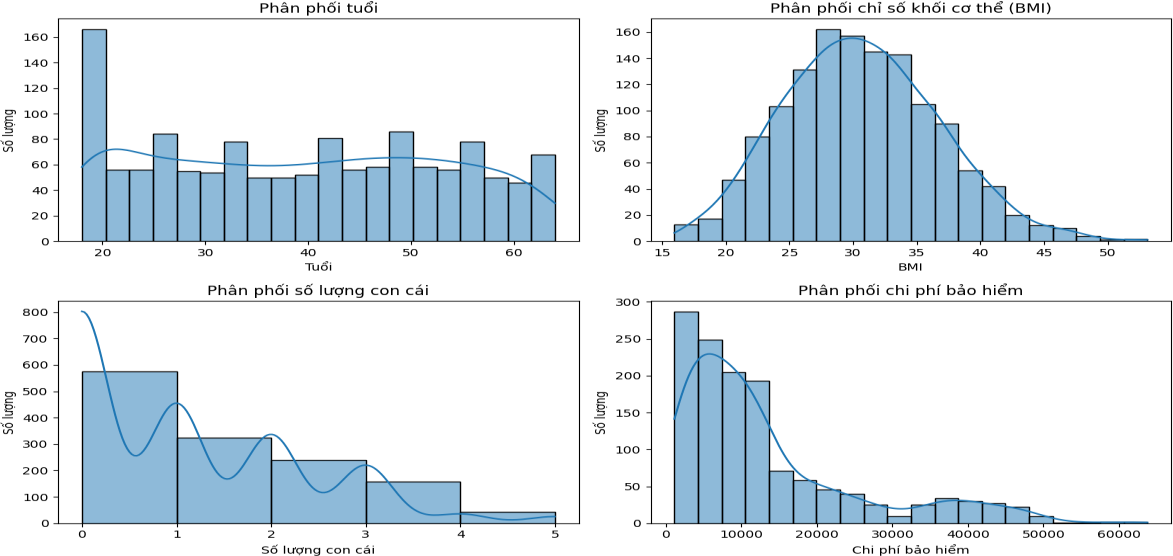 Phân phối tuổi
Số lượng
160
140
120
100
80
60
40
20
0
20 30 40 50 60
Tuổi
Phân phối chỉ số khối cơ thể (BMI)
Số lượng
160
140
120
100
80
60
40
20
0
15 20 25 30 35 40 45 50
BMI
Phân phối số lượng con cái
Số lượng
800
700
600
500
400
300
200
100
0
0 1 2 3 4 5
Số lượng con cái
Phân phối chi phí bảo hiểm
Số lượng
300
250
200
150
100
50
0
0 10000 20000 30000 40000 50000 60000
Chi phí bảo hiểm